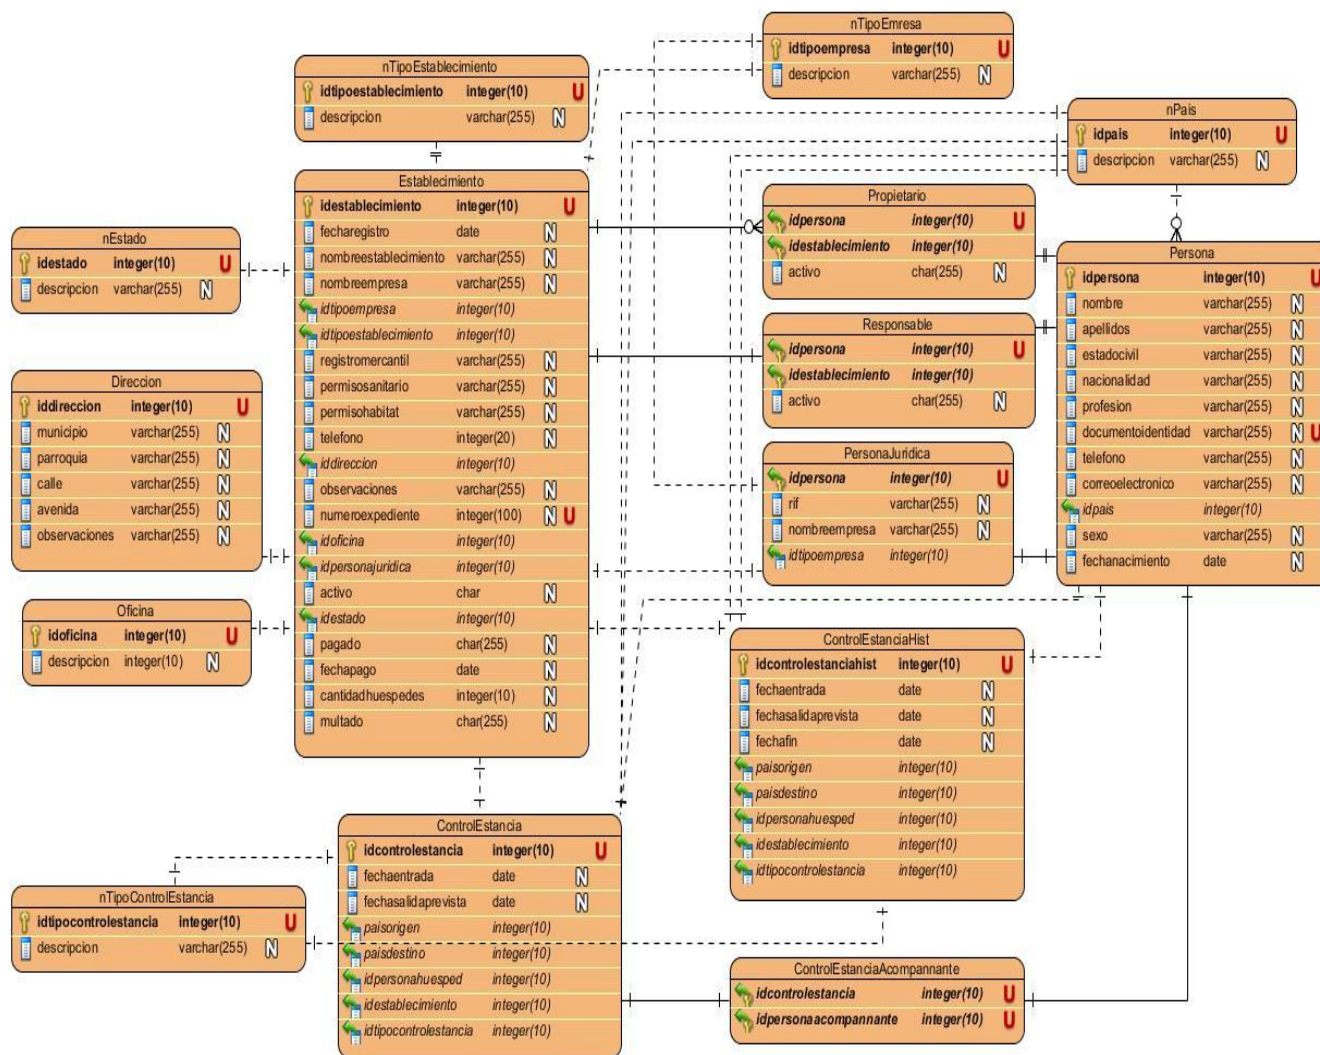 nTipoEmresa
idtipoempresa integer(10) U
descripcion varchar(255) N
nTipoEstablecimiento
idtipoestablecimiento integer(10) U
descripcion varchar(255) N
nPais
idpais integer(10) U
descripcion varchar(255) N
Establecimiento
idestablecimiento integer(10) U
fecharegistro date N
nombreestablecimiento varchar(255) N
nombreempresa varchar(255) N
idtipoempresa integer(10)
idtipoestablecimiento integer(10)
registromercantil varchar(255) N
permisosanitario varchar(255) N
permisohabitat varchar(255) N
telefono integer(20) N
iddireccion integer(10)
observaciones varchar(255) N
numeroexpediente integer(100) N U
idoficina integer(10)
idpersonajuridica integer(10)
activo char N
idestado integer(10)
pagado char(255) N
fechapago date N
cantidadhuespedes integer(10) N
multado char(255) N
nEstado
idestado integer(10) U
descripcion varchar(255) N
Direccion
iddireccion integer(10) U
municipio varchar(255) N
parroquia varchar(255) N
calle varchar(255) N
avenida varchar(255) N
observaciones varchar(255) N
Oficina
idoficina integer(10) U
descripcion integer(10) N
Propietario
idpersona integer(10) U
idestablecimiento integer(10)
activo char(255) N
Responsable
idpersona integer(10) U
idestablecimiento integer(10)
activo char(255) N
PersonaJuridica
idpersona integer(10) U
rif varchar(255) N
nombreempresa varchar(255) N
idtipoempresa integer(10)
Persona
idpersona integer(10) U
nombre varchar(255) N
apellidos varchar(255) N
estadocivil varchar(255) N
nacionalidad varchar(255) N
profesion varchar(255) N
documentoidentidad varchar(255) N U
telefono varchar(255) N
correoelectronico varchar(255) N
idpais integer(10)
sexo varchar(255) N
fechanacimiento date N
ControlEstanciaHist
idcontrolestanciahist integer(10) U
fechaentrada date N
fechasalidaprevista date N
fechafin date N
paisorigen integer(10)
paisdestino integer(10)
idpersonahuesped integer(10)
idestablecimiento integer(10)
idtipocontrolestancia integer(10)
ControlEstancia
idcontrolestancia integer(10) U
fechaentrada date N
fechasalidaprevista date N
paisorigen integer(10)
paisdestino integer(10)
idpersonahuesped integer(10)
idestablecimiento integer(10)
idtipocontrolestancia integer(10)
nTipoControlEstancia
idtipocontrolestancia integer(10) U
descripcion varchar(255) N
ControlEstanciaAcompannante
idcontrolestancia integer(10) U
idpersonaacompannante integer(10) U